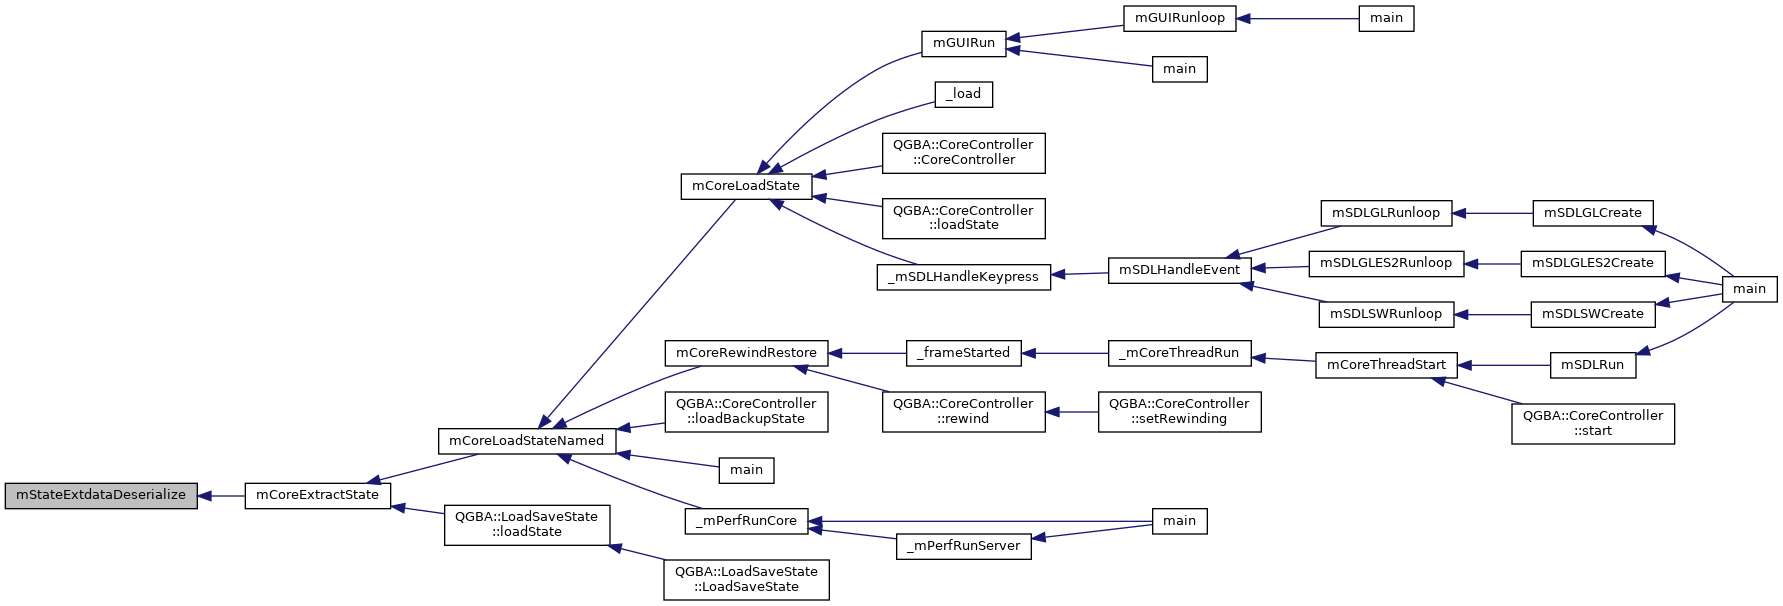 mGUIRunloop
main
mGUIRun
main
_load
QGBA::CoreController
::CoreController
mCoreLoadState
QGBA::CoreController
::loadState
mSDLGLRunloop
mSDLGLCreate
_mSDLHandleKeypress
mSDLHandleEvent
mSDLGLES2Runloop
mSDLGLES2Create
main
mSDLSWRunloop
mSDLSWCreate
mCoreRewindRestore
_frameStarted
_mCoreThreadRun
mCoreThreadStart
mSDLRun
QGBA::CoreController
::loadBackupState
QGBA::CoreController
::rewind
QGBA::CoreController
::setRewinding
QGBA::CoreController
::start
mCoreLoadStateNamed
main
mStateExtdataDeserialize
mCoreExtractState
QGBA::LoadSaveState
::loadState
_mPerfRunCore
main
_mPerfRunServer
QGBA::LoadSaveState
::LoadSaveState